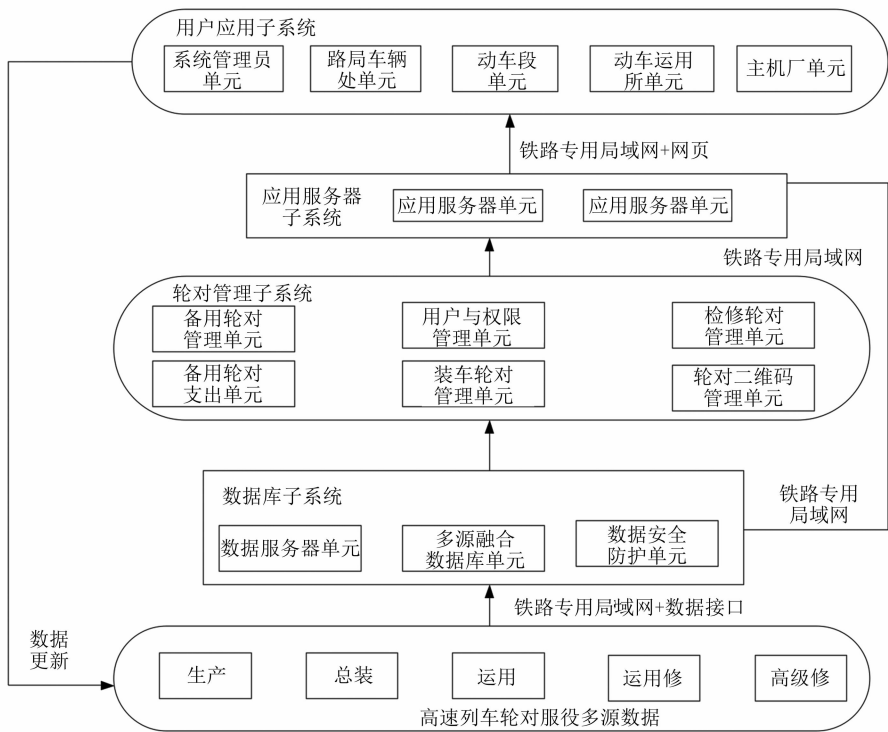 用户应用子系统
系统管理员
单元
路局车辆
处单元
动车段
单元
动车运用
所单元
主机厂单元
铁路专用局域网+网页
应用服务器
子系统
应用服务器单元
应用服务器单元
铁路专用局域网
轮对管理子系统
备用轮对
管理单元
用户与权限
管理单元
检修轮对
管理单元
备用轮对
支出单元
装车轮对
管理单元
轮对二维码
管理单元
数据库子系统
数据服务器单元
多源融合
数据库单元
数据安全
防护单元
铁路专用
局域网
铁路专用局域网+数据接口
数据
更新
生产
总装
运用
运用修
高级修
高速列车轮对服役多源数据